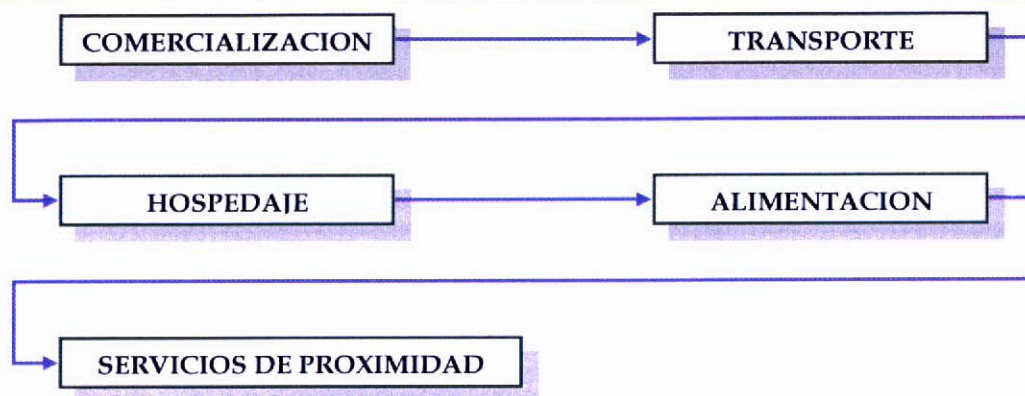 COMERCIALIZACION
TRANSPORTE
HOSPEDAJE
ALIMENTACION
SERVICIOS DE PROXIMIDAD